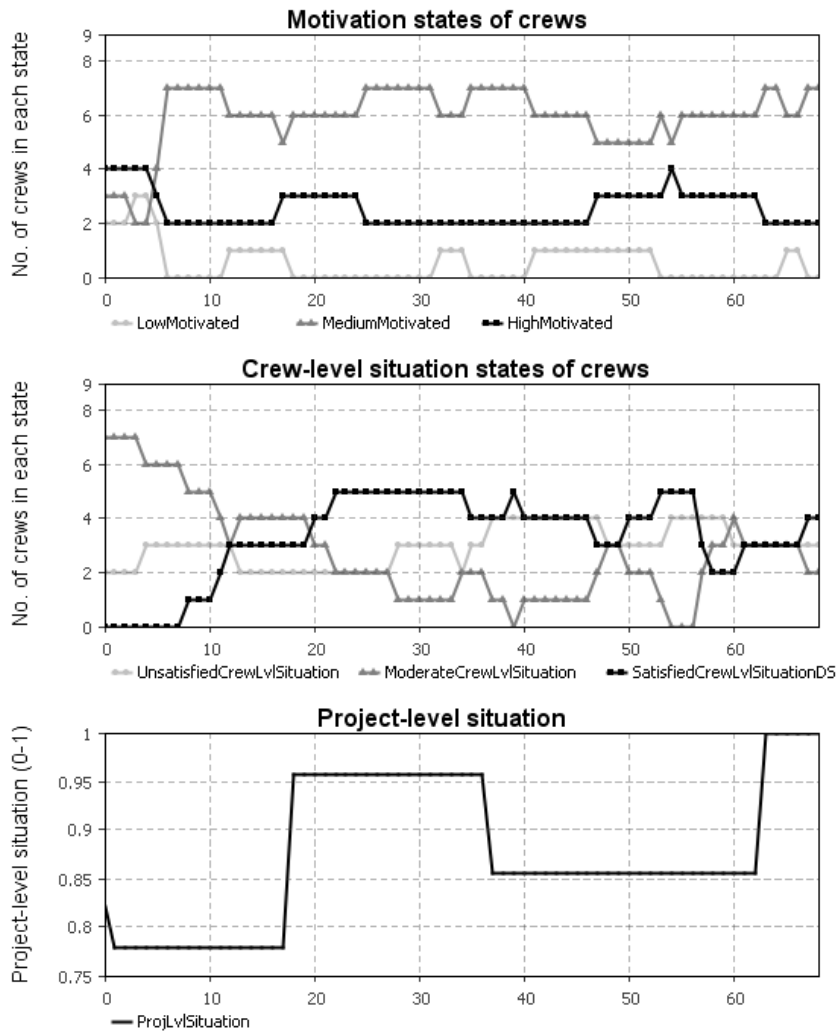 Motivation states of crews
No. of crews in each state
9
8
6
4
2
0
0 10 20 30 40 50 60
LowMotivated MediumMotivated HighMotivated
Crew-level situation states of crews
No. of crews in each state
9
8
6
4
2
0
0 10 20 30 40 50 60
UnsatisfiedCrewLvlSituation ModerateCrewLvlSituation SatisfiedCrewLvlSituationDS
Project-level situation
Project-level situation (0-1)
1
0.95
0.9
0.85
0.8
0.75
0 10 20 30 40 50 60
ProjLvlSituation